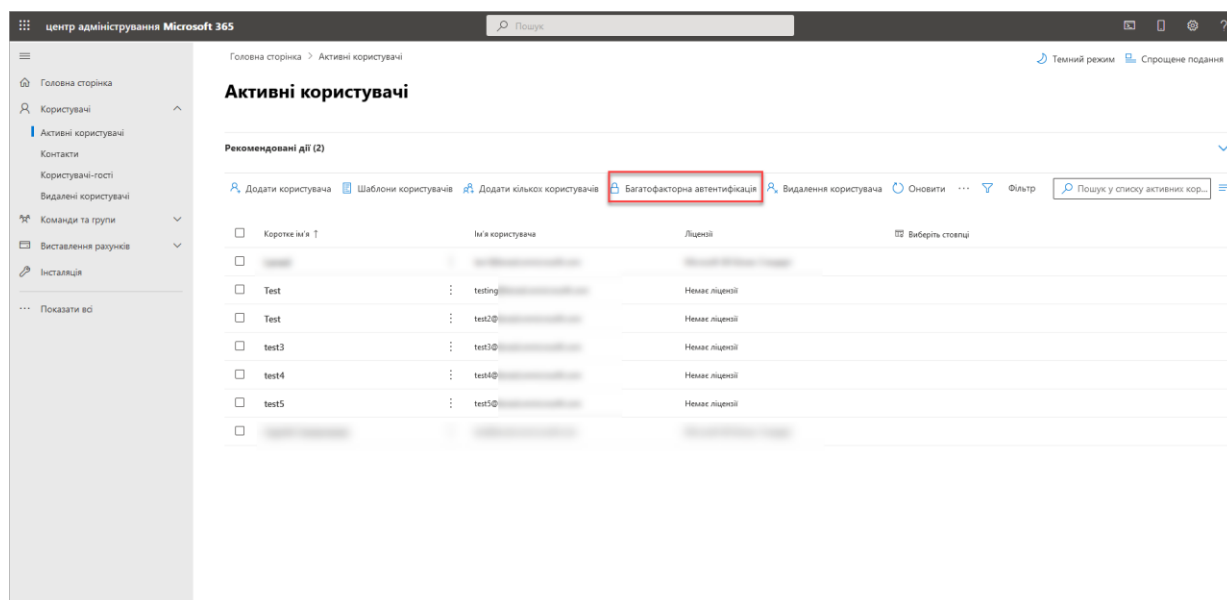 центр адміністрування Microsoft 365
Пошук
?
Головна сторінка > Активні користувачі
Темний режим
Спрощене подання
Головна сторінка
Користувачі
Активні користувачі
Контакти
Користувачі-гості
Видалені користувачі
Команди та групи
Виставлення рахунків
Інсталяція
Показати всі
Активні користувачі
Рекомендовані дії (2)
Додати користувача Шаблони користувачів Додати кількох користувачів Багатофакторна автентифікація Видалення користувача Оновити ... Фільтр Пошук у списку активних кор...
Коротке ім'я ↑ Ім'я користувача Ліцензії Виберіть стовпці
Test testing Немає ліцензії
Test test2@ Немає ліцензії
test3 test3@ Немає ліцензії
test4 test4@ Немає ліцензії
test5 test5@ Немає ліцензії